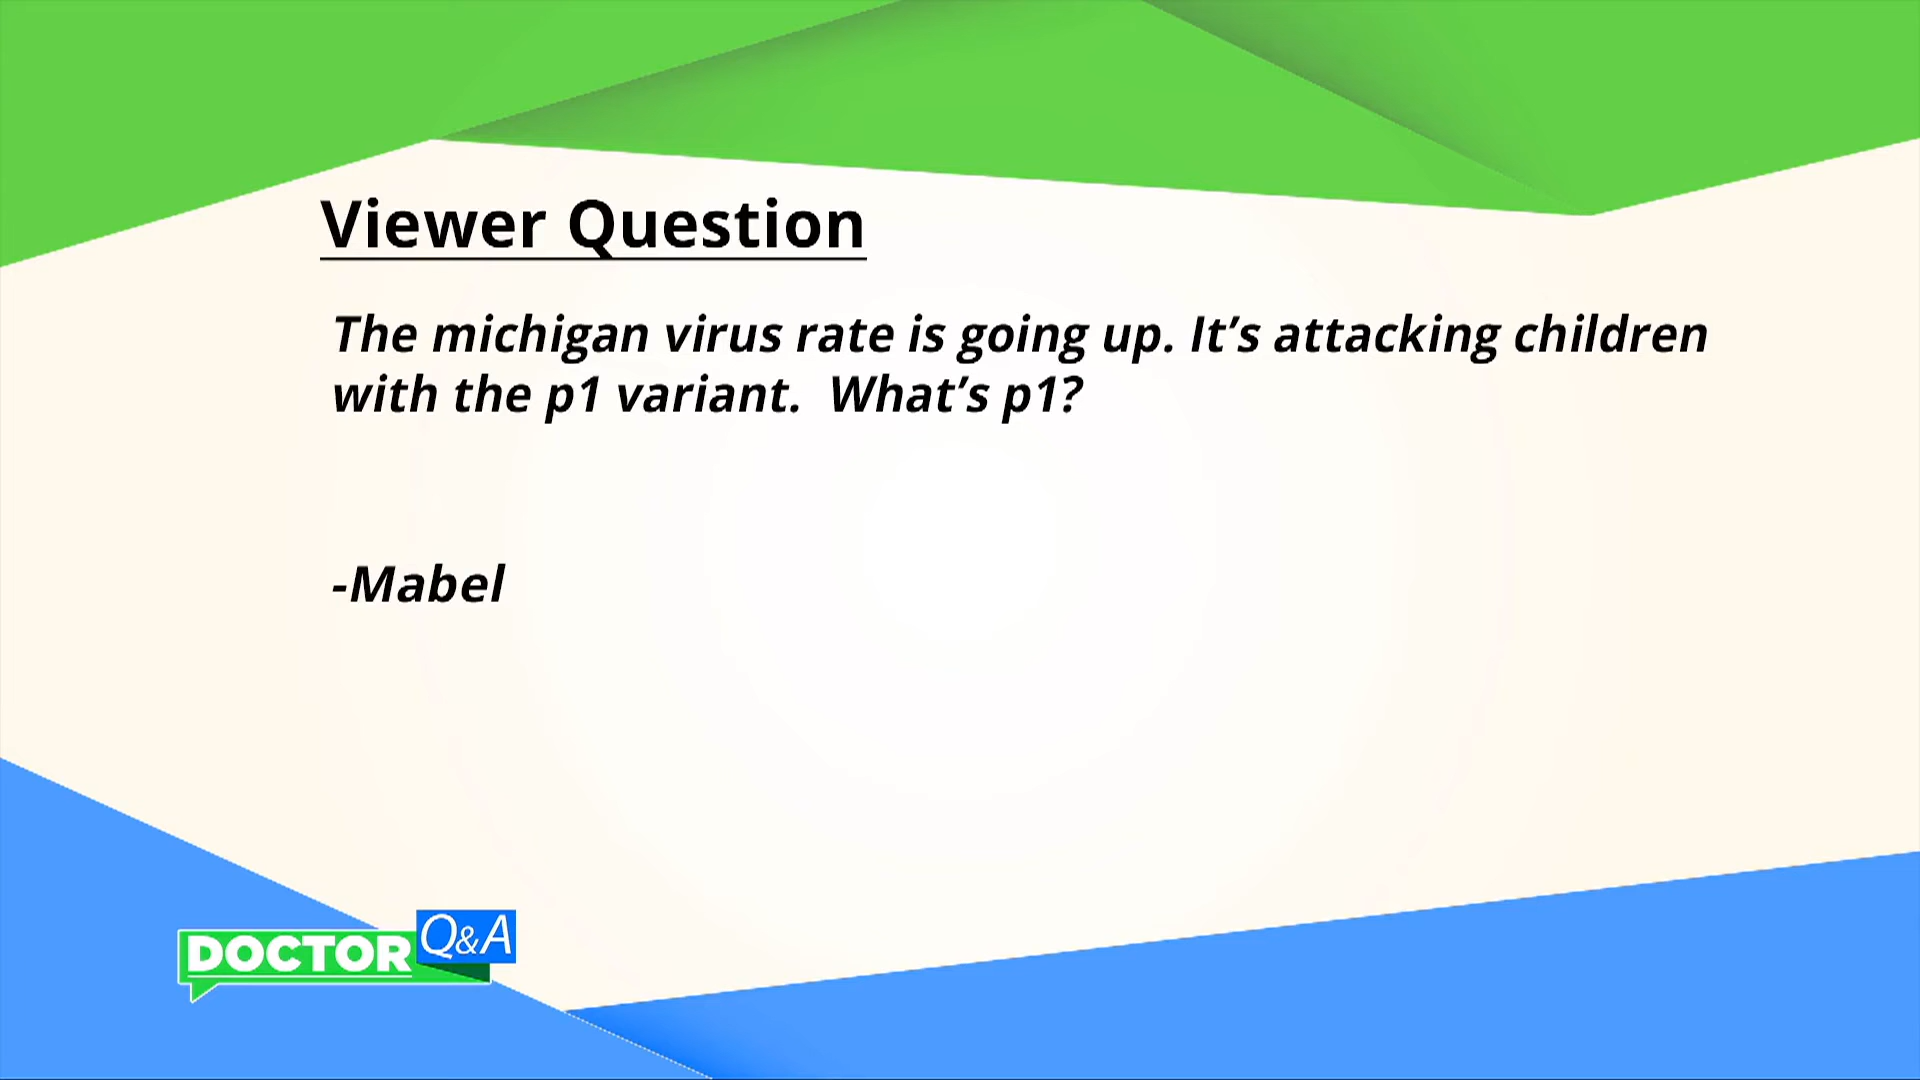 Viewer Question
The michigan virus rate is going up. It’s attacking children
with the p1 variant.  What’s p1?
-Mabel
DOCTOR Q&A